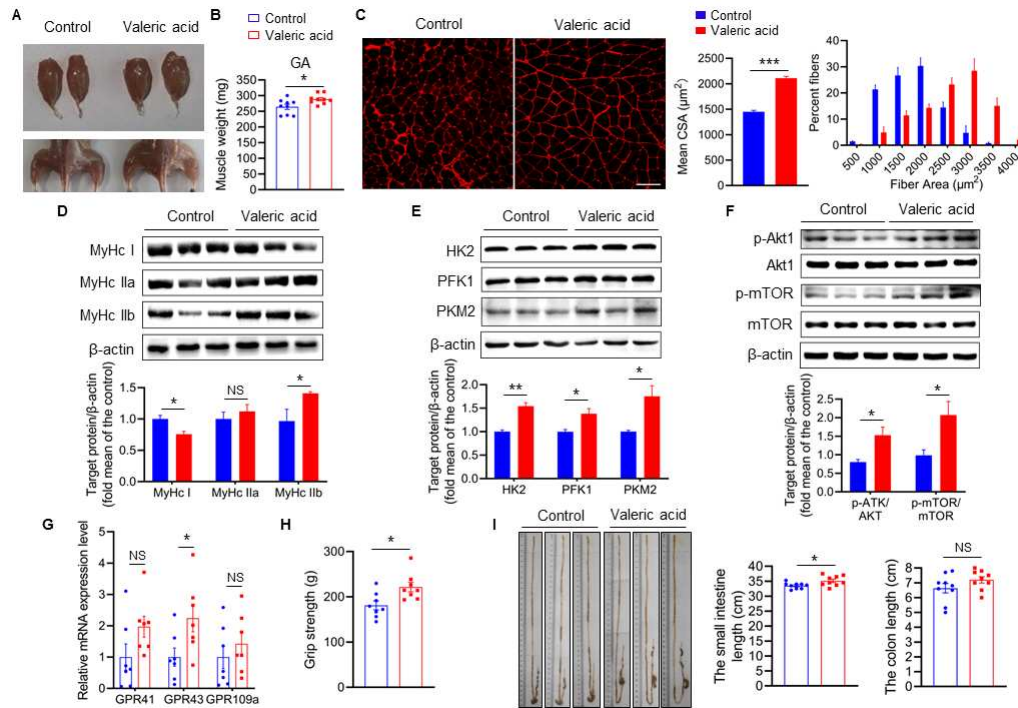 A
Control
Valeric acid
B
Control
Valeric acid
GA
*
Muscle weight (mg)
400
300
250
200
150
100
50
0
C
Control
Valeric acid
Control
Valeric acid
***
Mean CSA (µm²)
2500
2000
1500
1000
500
0
Percent fibers
40
30
20
10
0
500
1000
1500
2000
2500
3000
3500
4000
Fiber Area (µm²)
D
Control
Valeric acid
MyHc I
MyHc IIa
MyHc IIb
β-actin
Target protein/β-actin
(fold mean of the control)
1.5
1.0
0.5
0.0
*
NS
*
MyHc I
MyHc IIa
MyHc IIb
E
Control
Valeric acid
HK2
PFK1
PKM2
β-actin
Target protein/β-actin
(fold mean of the control)
2.0
1.5
1.0
0.5
0.0
**
*
*
HK2
PFK1
PKM2
F
Control
Valeric acid
p-Akt1
Akt1
p-mTOR
mTOR
β-actin
Target protein/β-actin
(fold mean of the control)
2.5
2.0
1.5
1.0
0.5
0.0
*
*
p-ATK/
AKT
p-mTOR/
mTOR
G
Relative mRNA expression level
5
4
3
2
1
0
NS
*
NS
GPR41
GPR43
GPR109a
H
Grip strength (g)
300
200
100
0
*
I
Control
Valeric acid
The small intestine
length (cm)
50
40
30
20
10
0
*
The colon length (cm)
9
8
7
6
5
4
3
2
1
0
NS